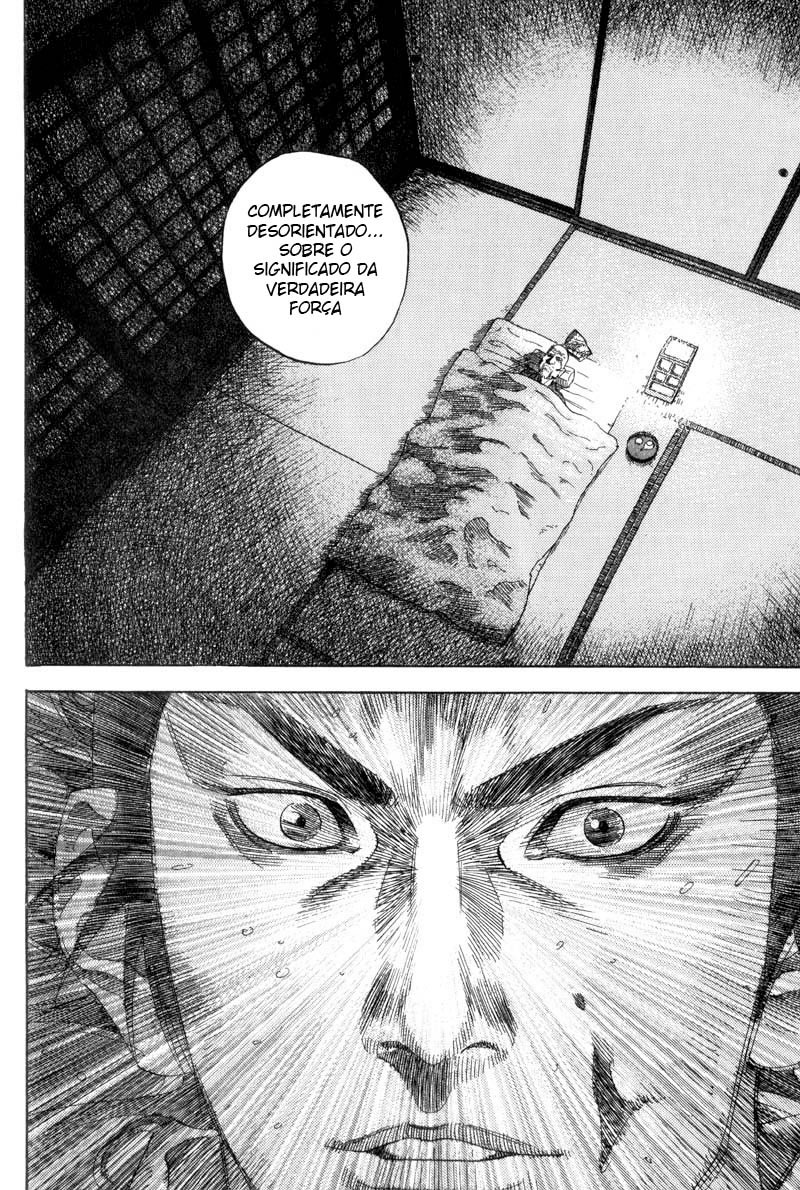 COMPLETAMENTE
DESORIENTADO...
SOBRE O
SIGNIFICADO DA
VERDADEIRA
FORÇA